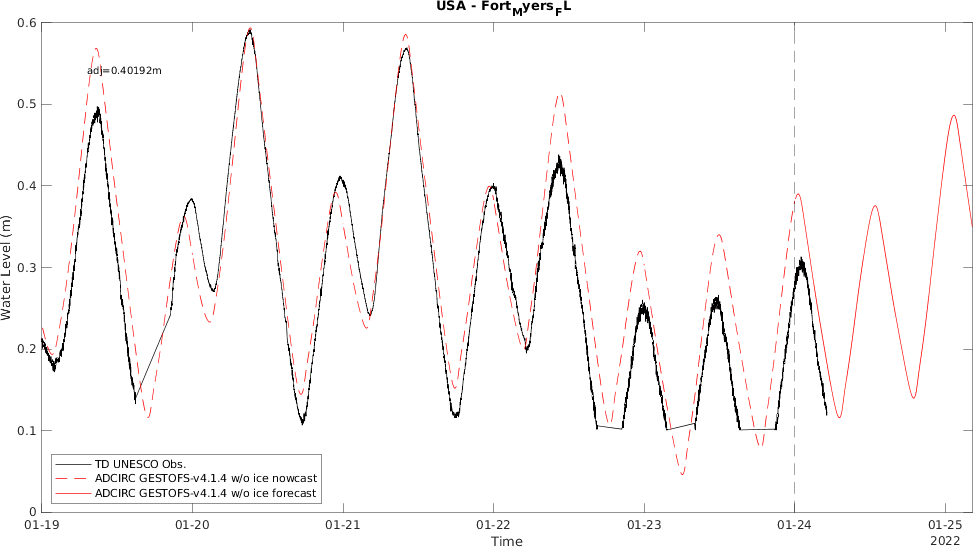 USA - Fort_Myers_FL
0.6
adj=0.40192m
0.5
0.4
0.3
Water Level (m)
0.2
0.1
TD UNESCO Obs.
ADCIRC GESTOFS-v4.1.4 w/o ice nowcast
ADCIRC GESTOFS-v4.1.4 w/o ice forecast
0
01-19 01-20 01-21 01-22 01-23 01-24 01-25
Time 2022